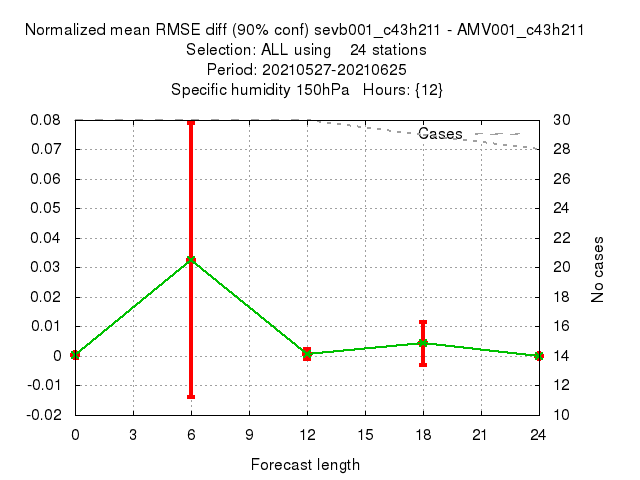 Normalized mean RMSE diff (90% conf) sevb001_c43h211 - AMV001_c43h211
Selection: ALL using    24 stations
Period: 20210527-20210625
Specific humidity 150hPa   Hours: {12}
0.08
0.07
0.06
0.05
0.04
0.03
0.02
0.01
0
-0.01
-0.02
Cases
30
28
26
24
22
20
18
16
14
12
10
No cases
0 3 6 9 12 15 18 21 24
Forecast length